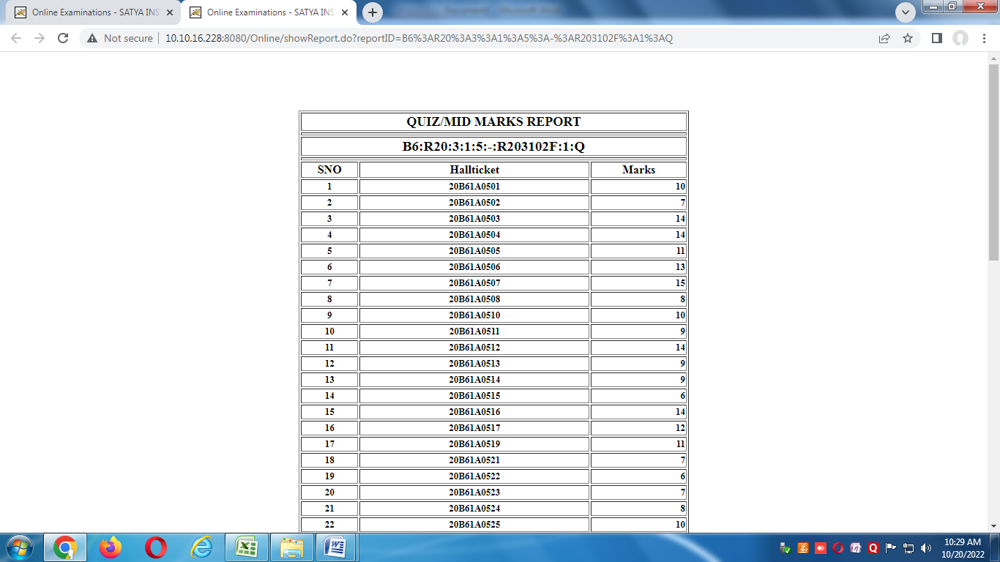 Online Examinations - SATYA INS
Online Examinations - SATYA INS
Not secure 10.10.16.228:8080/Online/showReport.do?reportID=B6%3AR20%3A3%3A1%3A5%3A-%3AR203102F%3A1%3AQ
QUIZ/MID MARKS REPORT
B6:R20:3:1:5:-:R203102F:1:Q
SNO Hallticket Marks
1 20B61A0501 10
2 20B61A0502 7
3 20B61A0503 14
4 20B61A0504 14
5 20B61A0505 11
6 20B61A0506 13
7 20B61A0507 15
8 20B61A0508 8
9 20B61A0510 10
10 20B61A0511 9
11 20B61A0512 14
12 20B61A0513 9
13 20B61A0514 9
14 20B61A0515 6
15 20B61A0516 14
16 20B61A0517 12
17 20B61A0519 11
18 20B61A0521 7
19 20B61A0522 6
20 20B61A0523 7
21 20B61A0524 8
22 20B61A0525 10
10:29 AM
10/20/2022